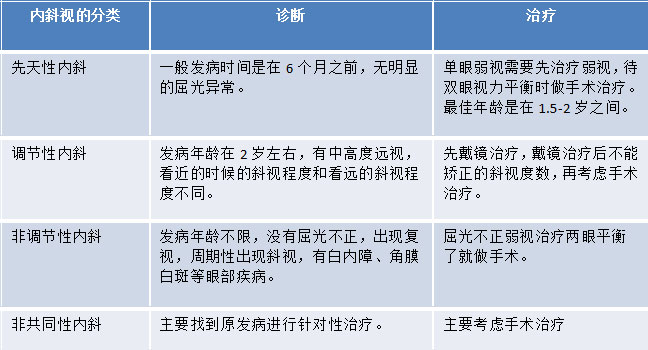 内斜视的分类
诊断
治疗
先天性内斜
一般发病时间是在 6 个月之前，无明显
的屈光异常。
单眼弱视需要先治疗弱视，待
双眼视力平衡时做手术治疗。
最佳年龄是在 1.5-2 岁之间。
调节性内斜
发病年龄在 2 岁左右，有中高度远视，
看近的时候的斜视程度和看远的斜视程
度不同。
先戴镜治疗，戴镜治疗后不能
矫正的斜视度数，再考虑手术
治疗。
非调节性内斜
发病年龄不限，没有屈光不正，出现复
视，周期性出现斜视，有白内障、角膜
白斑等眼部疾病。
屈光不正弱视治疗两眼平衡
了就做手术。
非共同性内斜
主要找到原发病进行针对性治疗。
主要考虑手术治疗